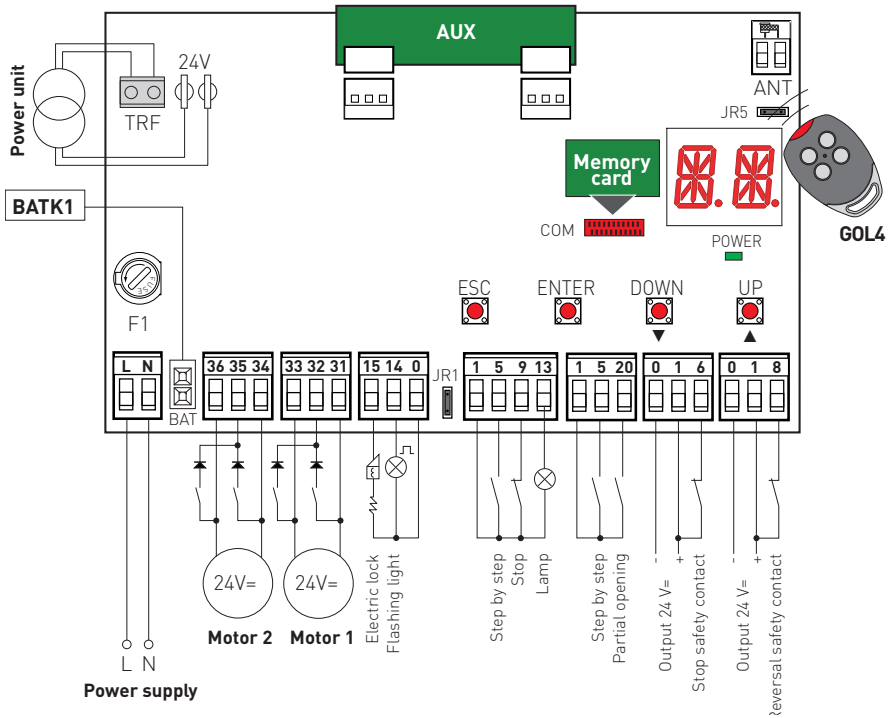 AUX
Power unit
24V
TRF
ANT
JR5
Memory
card
COM
GOL4
POWER
BATK1
F1
FUSE
ESC
ENTER
DOWN
UP
L N
BAT
36 35 34
33 32 31
15 14 0
JR1
1 5 9 13
1 5 20
0 1 6
0 1 8
24V=
24V=
Motor 2
Motor 1
Electric lock
Flashing light
Step by step
Stop
Lamp
Step by step
Partial opening
-
+
Output 24 V=
Stop safety contact
-
+
Output 24 V=
Reversal safety contact
L N
Power supply